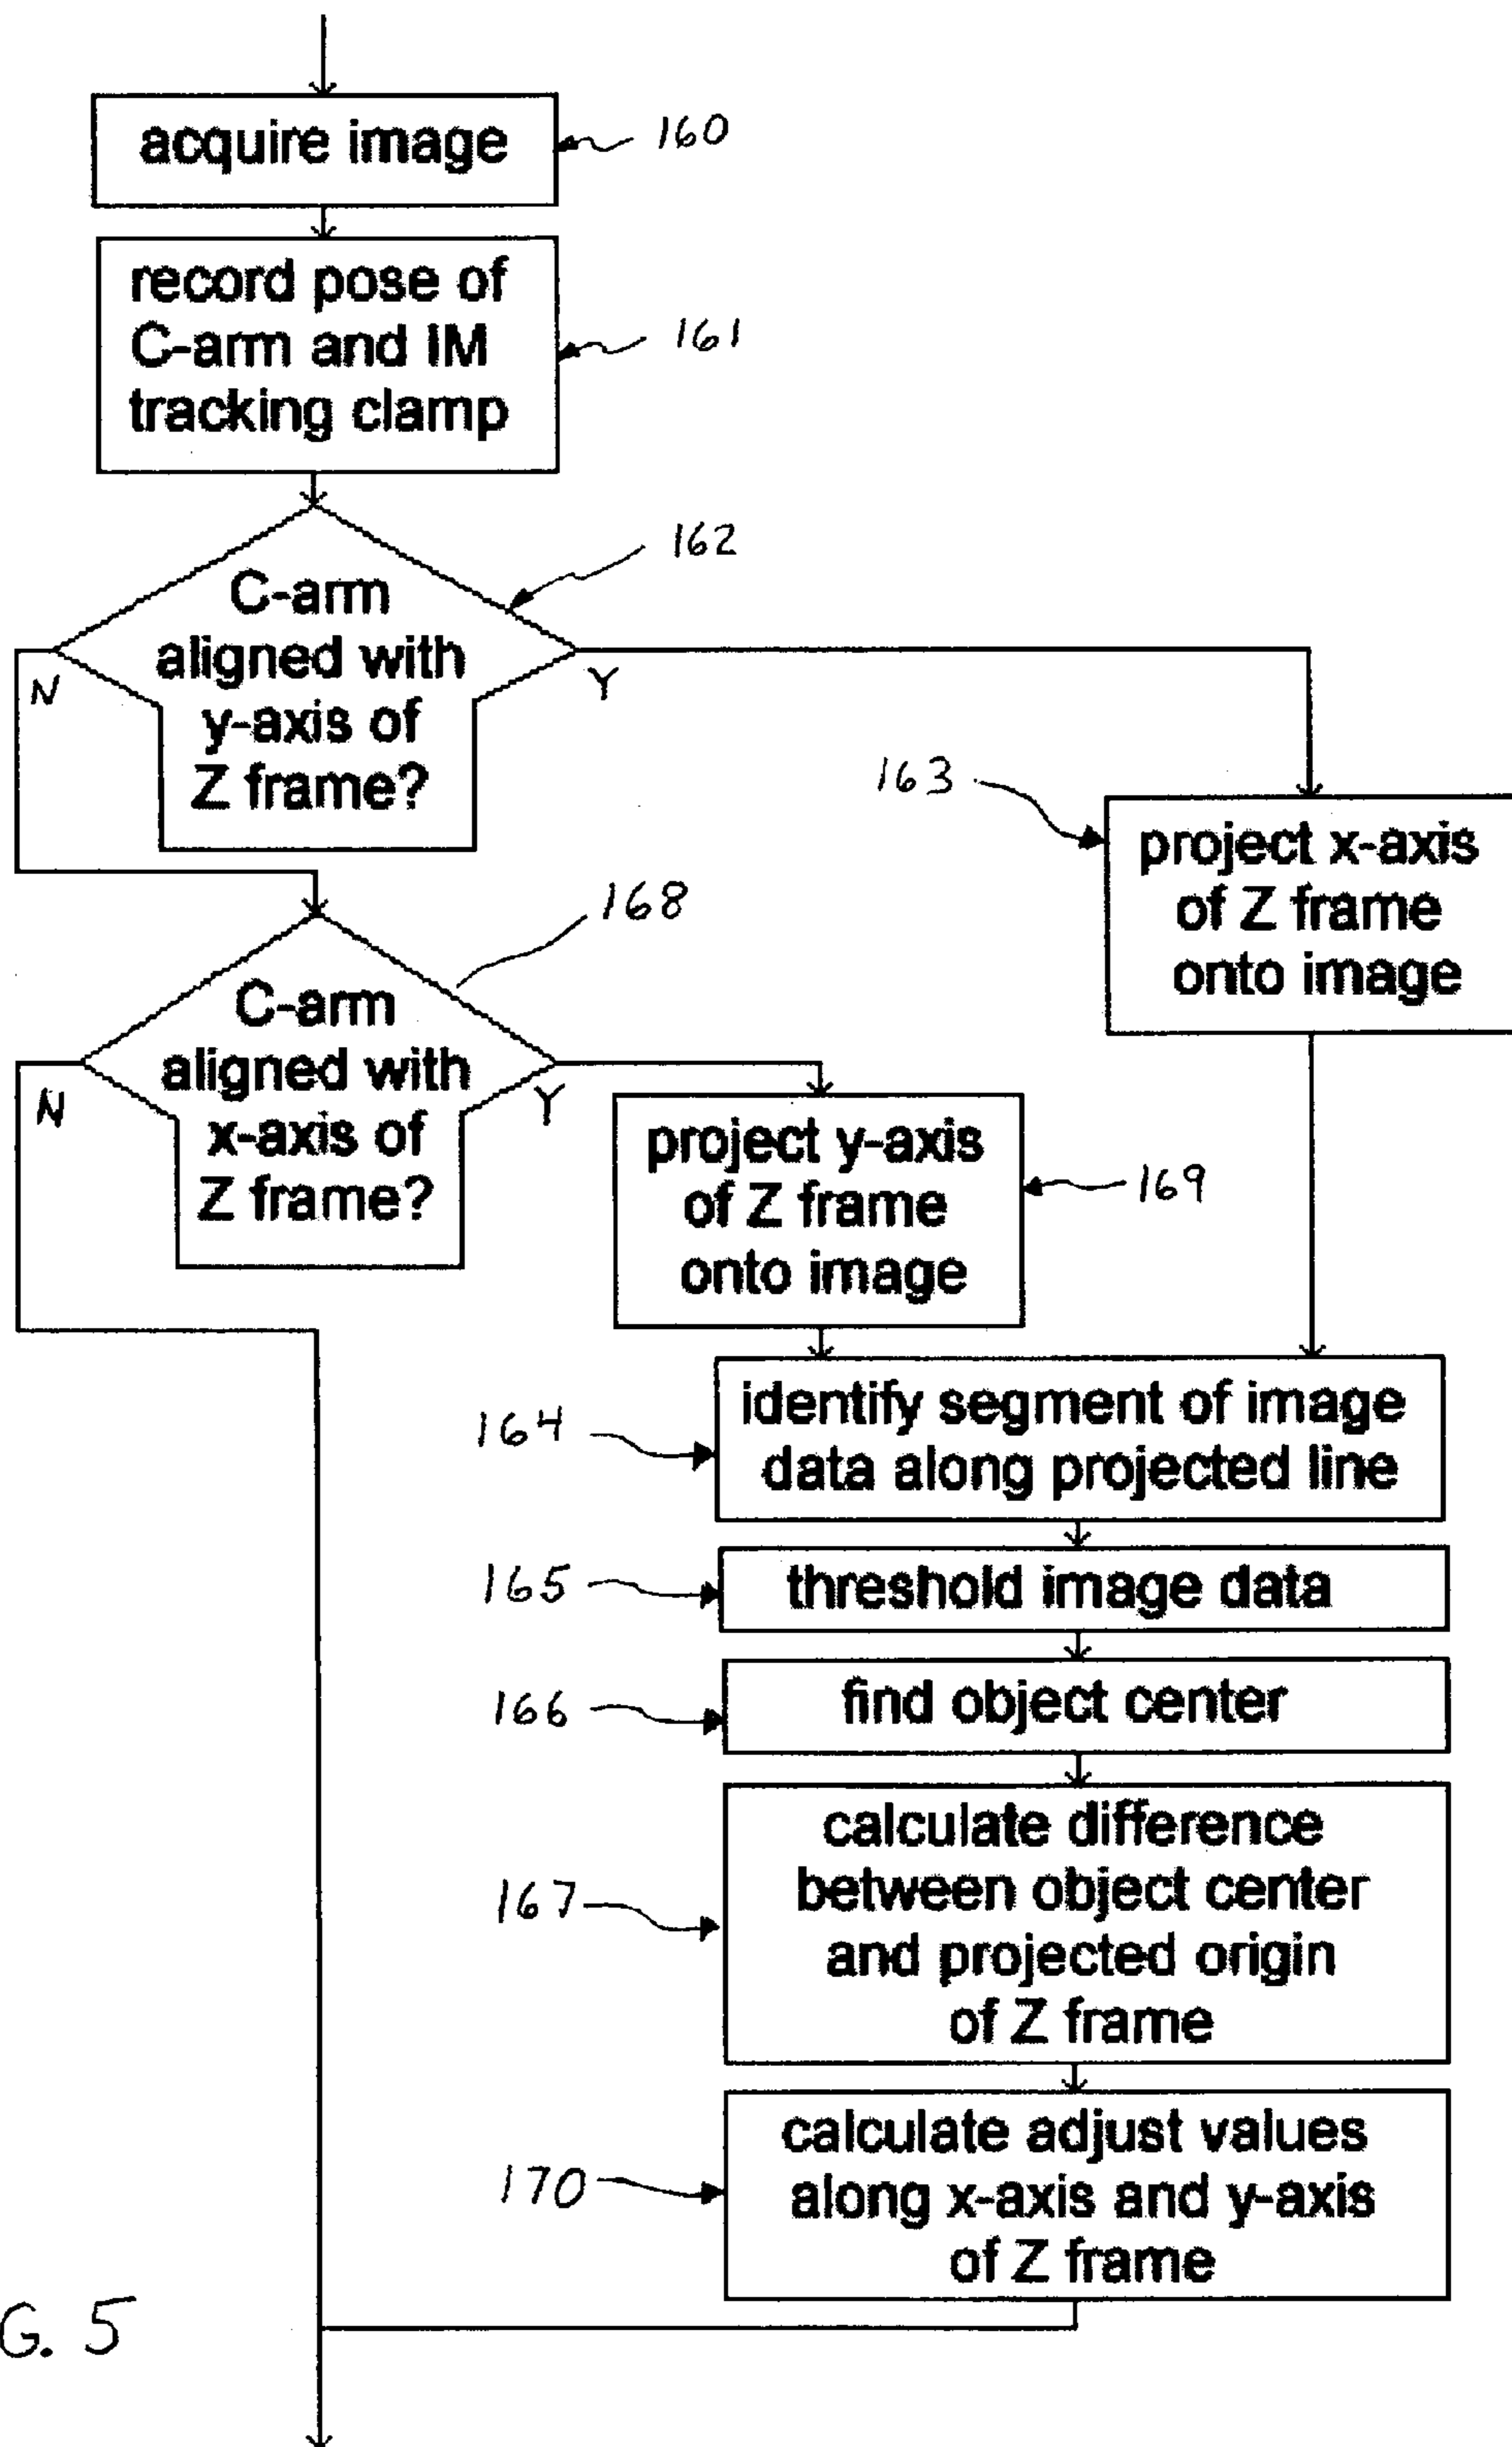 acquire image
160
record pose of
C-arm and IM
tracking clamp
161
C-arm
aligned with
y-axis of
Z frame?
162
N
Y
163
project x-axis
of Z frame
onto image
168
C-arm
aligned with
x-axis of
Z frame?
N
Y
project y-axis
of Z frame
onto image
169
164
identify segment of image
data along projected line
165
threshold image data
166
find object center
167
calculate difference
between object center
and projected origin
of Z frame
170
calculate adjust values
along x-axis and y-axis
of Z frame
G. 5